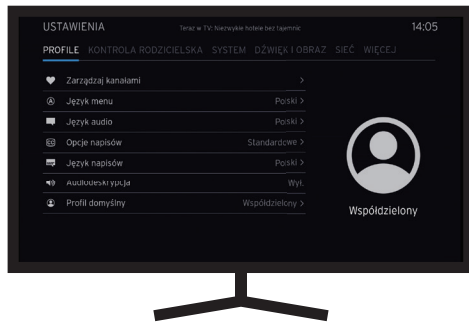 USTAWIENIA Teraz w TV: Niezwykłe hotele bez tajemnic 14:05
PROFILE KONTROLA RODZICIELSKA SYSTEM DŹWIĘK I OBRAZ SIEĆ WIĘCEJ
Zarządzaj kanałami >
A Język menu Polski >
Język audio Polski >
Opcje napisów Standardowe >
Język napisów Polski >
Audiodeskrypcja Wył.
Profil domyślny Współdzielony >
Współdzielony